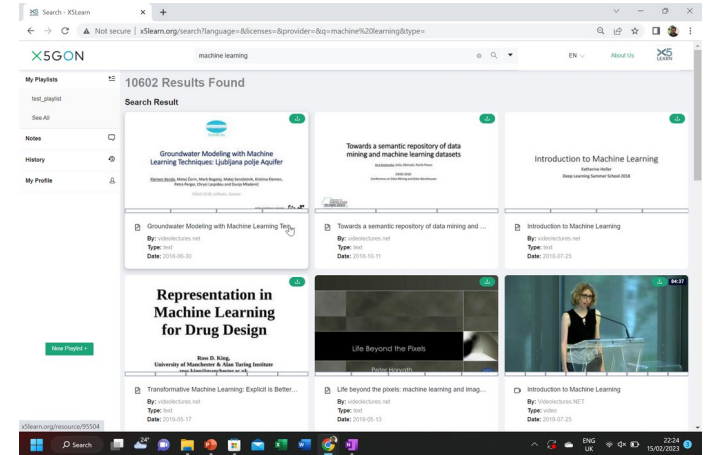 Search - X5Learn
Not secure | x5learn.org/search?language=&licenses=&provider=&q=machine%20learning&type=
X5GON
machine learning
EN
About Us
X5
LEARN
My Playlists
test_playlist
See All
Notes
History
My Profile
New Playlist +
10602 Results Found
Search Result
Groundwater Modeling with Machine
Learning Techniques: Ljubljana polje Aquifer
Groundwater Modeling with Machine Learning Tec
By: videolectures.net
Type: text
Date: 2018-06-30
Towards a semantic repository of data
mining and machine learning datasets
Towards a semantic repository of data mining and ...
By: videolectures.net
Type: text
Date: 2018-10-11
Introduction to Machine Learning
Katherine Heller
Deep Learning Summer School 2018
Introduction to Machine Learning
By: videolectures.net
Type: text
Date: 2018-07-25
Representation in
Machine Learning
for Drug Design
Ross D. King,
University of Manchester & Alan Turing Institute
Transformative Machine Learning: Explicit is Better...
By: videolectures.net
Type: text
Date: 2019-05-17
Life Beyond the Pixels
Peter Horvath
Life beyond the pixels: machine learning and imag...
By: videolectures.net
Type: text
Date: 2019-05-13
84:37
Introduction to Machine Learning
By: Videolectures.NET
Type: video
Date: 2018-07-25
x5learn.org/resource/95504
Search
24°
ENG
UK
22:24
15/02/2023